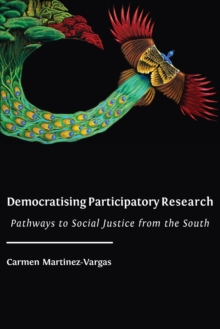 Democratising Participatory Research
Pathways to Social Justice from the South
Carmen Martinez-Vargas